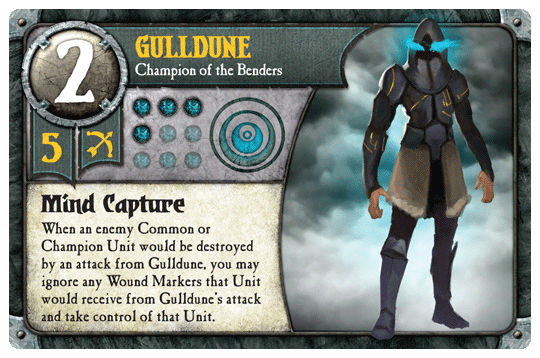 2
GULLDUNE
Champion of the Benders
5
Mind Capture
When an enemy Common or
Champion Unit would be destroyed
by an attack from Gulldune, you may
ignore any Wound Markers that Unit
would receive from Gulldune's attack
and take control of that Unit.